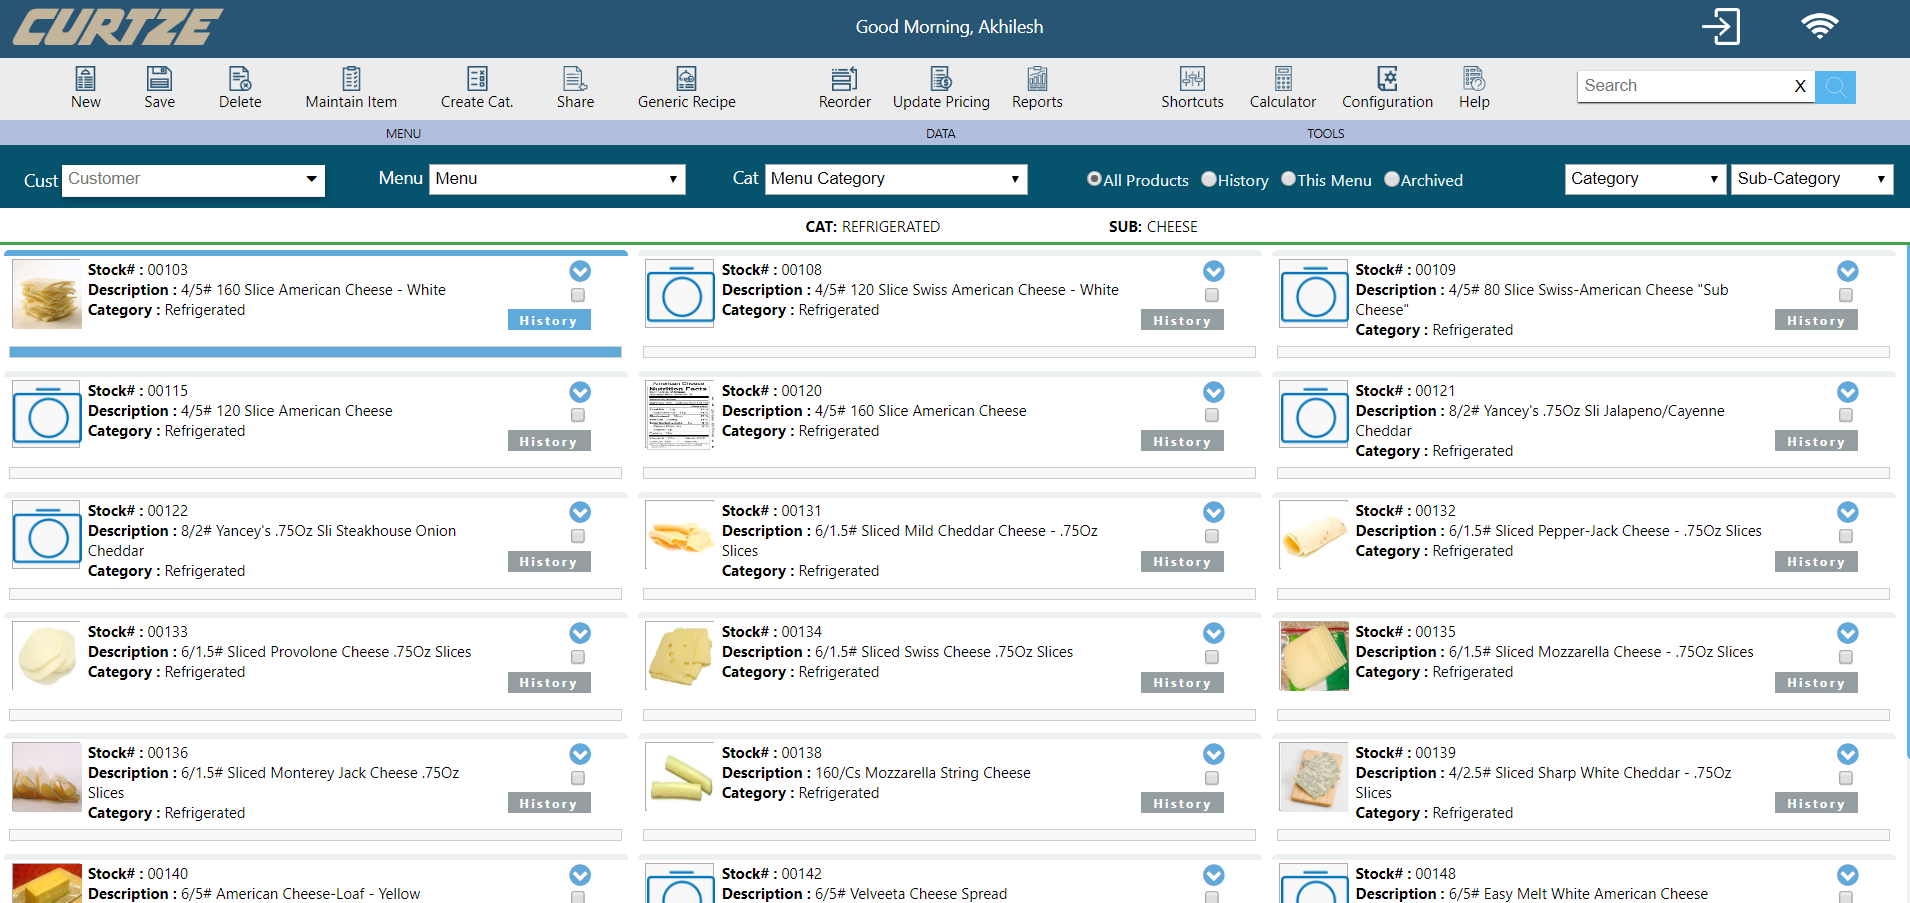 CURTZE
Good Morning, Akhilesh
New Save Delete Maintain Item Create Cat. Share Generic Recipe Reorder Update Pricing Reports Shortcuts Calculator Configuration Help Search X
MENU DATA TOOLS
Cust Customer Menu Menu Cat Menu Category All Products History This Menu Archived Category Sub-Category
CAT: REFRIGERATED SUB: CHEESE
Stock# : 00103
Description : 4/5# 160 Slice American Cheese - White
Category : Refrigerated
History
Stock# : 00108
Description : 4/5# 120 Slice Swiss American Cheese - White
Category : Refrigerated
History
Stock# : 00109
Description : 4/5# 80 Slice Swiss-American Cheese "Sub
Cheese"
Category : Refrigerated
History
Stock# : 00115
Description : 4/5# 120 Slice American Cheese
Category : Refrigerated
History
American Cheese
Nutrition Facts
Stock# : 00120
Description : 4/5# 160 Slice American Cheese
Category : Refrigerated
History
Stock# : 00121
Description : 8/2# Yancey's .75Oz Sli Jalapeno/Cayenne
Cheddar
Category : Refrigerated
History
Stock# : 00122
Description : 8/2# Yancey's .75Oz Sli Steakhouse Onion
Cheddar
Category : Refrigerated
History
Stock# : 00131
Description : 6/1.5# Sliced Mild Cheddar Cheese - .75Oz
Slices
Category : Refrigerated
History
Stock# : 00132
Description : 6/1.5# Sliced Pepper-Jack Cheese - .75Oz Slices
Category : Refrigerated
History
Stock# : 00133
Description : 6/1.5# Sliced Provolone Cheese .75Oz Slices
Category : Refrigerated
History
Stock# : 00134
Description : 6/1.5# Sliced Swiss Cheese .75Oz Slices
Category : Refrigerated
History
Stock# : 00135
Description : 6/1.5# Sliced Mozzarella Cheese - .75Oz Slices
Category : Refrigerated
History
Stock# : 00136
Description : 6/1.5# Sliced Monterey Jack Cheese .75Oz
Slices
Category : Refrigerated
History
Stock# : 00138
Description : 160/Cs Mozzarella String Cheese
Category : Refrigerated
History
Stock# : 00139
Description : 4/2.5# Sliced Sharp White Cheddar - .75Oz
Slices
Category : Refrigerated
History
Stock# : 00140
Description : 6/5# American Cheese-Loaf - Yellow
Stock# : 00142
Description : 6/5# Velveeta Cheese Spread
Stock# : 00148
Description : 6/5# Easy Melt White American Cheese